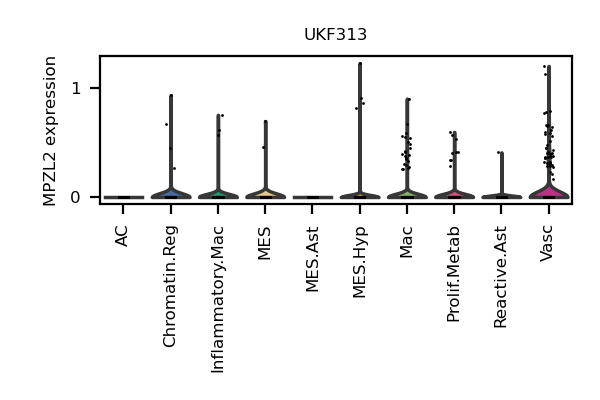 UKF313
MPZL2 expression
1
0
AC
Chromatin.Reg
Inflammatory.Mac
MES
MES.Ast
MES.Hyp
Mac
Prolif.Metab
Reactive.Ast
Vasc